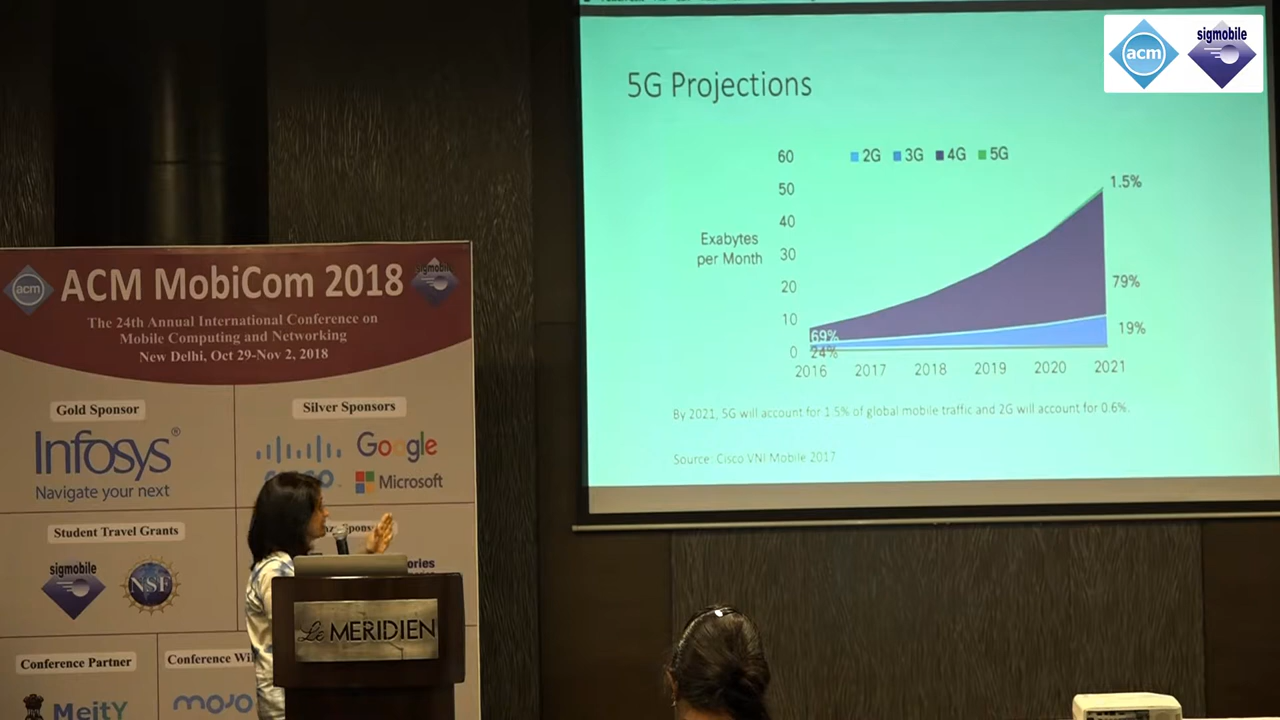 acm
sigmobile
5G Projections
60
2G 3G 4G 5G
50
1.5%
40
Exabytes
per Month
30
79%
20
10
69%
19%
0
24%
2016 2017 2018 2019 2020 2021
By 2021, 5G will account for 1.5% of global mobile traffic and 2G will account for 0.6%.
Source: Cisco VNI Mobile 2017
acm
ACM MobiCom 2018
sigmobile
The 24th Annual International Conference on
Mobile Computing and Networking
New Delhi, Oct 29-Nov 2, 2018
Gold Sponsor
Silver Sponsors
Infosys®
Navigate your next
Google
Microsoft
Student Travel Grants
sigmobile
NSF
ories
Le MERIDIEN
Conference Partner
Conference Wi
MeitY
mojo